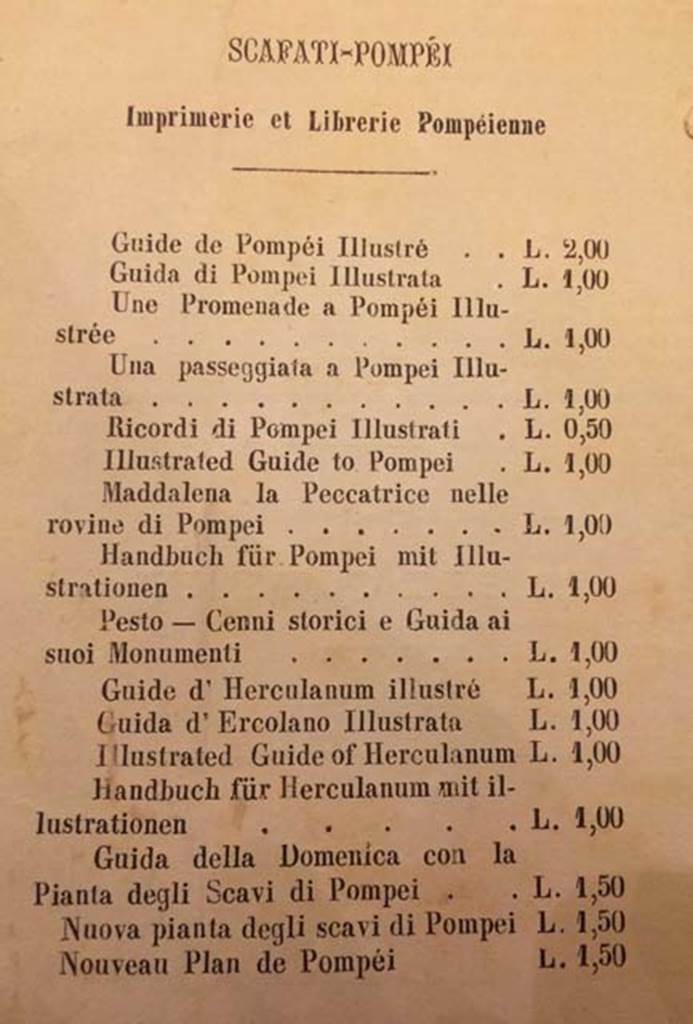 SCAFATI-POMPÉI
Imprimerie et Librerie Pompéienne
Guide de Pompéi Illustré . . L. 2,00
Guida di Pompei Illustrata . L. 1,00
Une Promenade a Pompéi Illu-
strée . . . . . . . . . . . L. 1,00
Una passeggiata a Pompei Illu-
strata . . . . . . . . . . . L. 1,00
Ricordi di Pompei Illustrati . L. 0,50
Illustrated Guide to Pompei . L. 1,00
Maddalena la Peccatrice nelle
rovine di Pompei . . . . . . . L. 1,00
Handbuch für Pompei mit Illu-
strationen . . . . . . . . . . L. 1,00
Pesto — Cenni storici e Guida ai
suoi Monumenti . . . . . . . L. 1,00
Guide d' Herculanum illustré L. 1,00
Guida d' Ercolano Illustrata L. 1,00
Illustrated Guide of Herculanum L. 1,00
Handbuch für Herculanum mit il-
lustrationen . . . . . L. 1,00
Guida della Domenica con la
Pianta degli Scavi di Pompei . . L. 1,50
Nuova pianta degli scavi di Pompei L. 1,50
Nouveau Plan de Pompéi L. 1,50